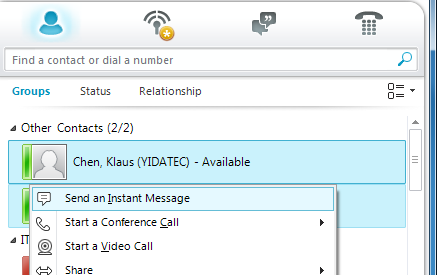 Find a contact or dial a number
Groups Status Relationship
Other Contacts (2/2)
Chen, Klaus (YIDATEC) - Available
Send an Instant Message
Start a Conference Call
Start a Video Call
IT
Share